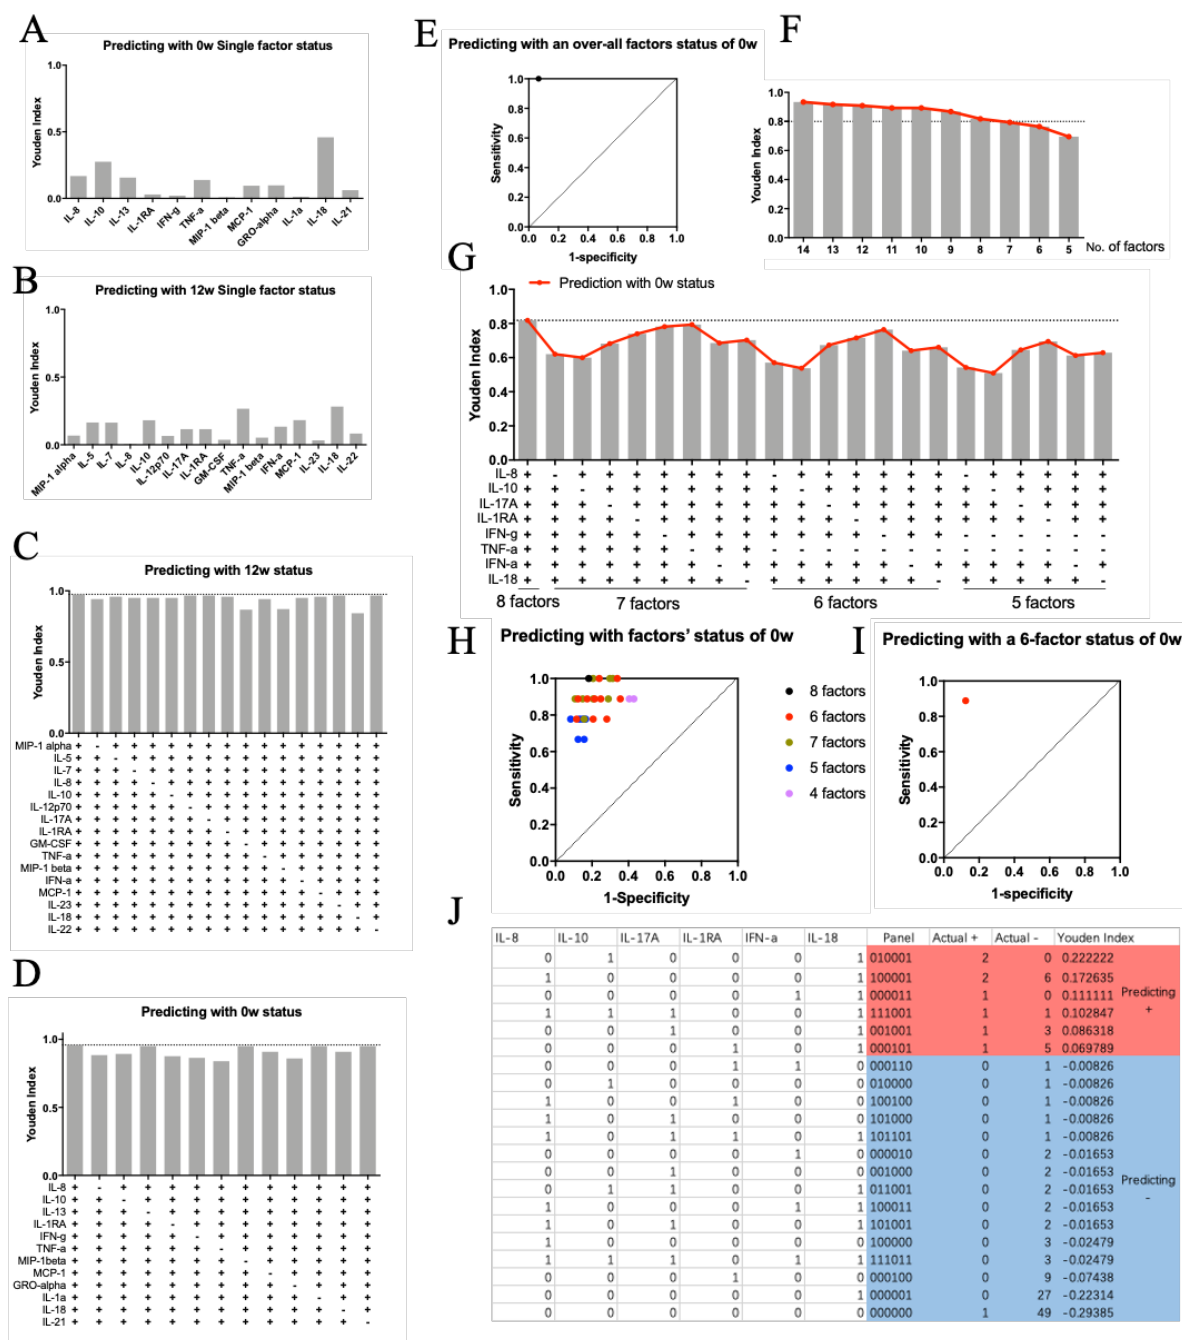 A
Predicting with 0w Single factor status
Youden Index
1.0
0.5
0.0
IL-8 IL-10 IL-13 IL-1RA IFN-g TNF-a MIP-1 beta MCP-1 GRO-alpha IL-1a IL-18 IL-21
B
Predicting with 12w Single factor status
Youden Index
1.0
0.5
0.0
MIP-1 alpha IL-5 IL-7 IL-8 IL-10 IL-12p70 IL-17A IL-1RA GM-CSF TNF-a MIP-1 beta IFN-a MCP-1 IL-23 IL-18 IL-22
C
Predicting with 12w status
Youden Index
1.0
0.5
0.0
MIP-1 alpha + - + + + + + + + + + + + + + + +
IL-5 + + - + + + + + + + + + + + + + +
IL-7 + + + - + + + + + + + + + + + + +
IL-8 + + + + - + + + + + + + + + + + +
IL-10 + + + + + - + + + + + + + + + + +
IL-12p70 + + + + + + - + + + + + + + + + +
IL-17A + + + + + + + - + + + + + + + + +
IL-1RA + + + + + + + + - + + + + + + + +
GM-CSF + + + + + + + + + - + + + + + + +
TNF-a + + + + + + + + + + - + + + + + +
MIP-1 beta + + + + + + + + + + + - + + + + +
IFN-a + + + + + + + + + + + + - + + + +
MCP-1 + + + + + + + + + + + + + - + + +
IL-23 + + + + + + + + + + + + + + - + +
IL-18 + + + + + + + + + + + + + + + - +
IL-22 + + + + + + + + + + + + + + + + -
D
Predicting with 0w status
Youden Index
1.0
0.5
0.0
IL-8 + - + + + + + + + + + + +
IL-10 + + - + + + + + + + + + +
IL-13 + + + - + + + + + + + + +
IL-1RA + + + + - + + + + + + + +
IFN-g + + + + + - + + + + + + +
TNF-a + + + + + + - + + + + + +
MIP-1beta + + + + + + + - + + + + +
MCP-1 + + + + + + + + - + + + +
GRO-alpha + + + + + + + + + - + + +
IL-1a + + + + + + + + + + - + +
IL-18 + + + + + + + + + + + - +
IL-21 + + + + + + + + + + + + -
E
Predicting with an over-all factors status of 0w
Sensitivity
1.0
0.8
0.6
0.4
0.2
0.0
0.0 0.2 0.4 0.6 0.8 1.0
1-specificity
F
Youden Index
1.0
0.8
0.6
0.4
0.2
0.0
14 13 12 11 10 9 8 7 6 5 No. of factors
G
Prediction with 0w status
Youden Index
1.0
0.8
0.6
0.4
0.2
0.0
IL-8 + - + + + + + + + - + + + + + + - + + + + +
IL-10 + + - + + + + + + + - + + + + + + - + + + +
IL-17A + + + - + + + + + + + - + + + + + + - + + +
IL-1RA + + + + - + + + + + + + - + + + + + + - + +
IFN-g + + + + + - + + + + + + + - + + - - - - - -
TNF-a + + + + + + - + + - - - - - - - - - - - - -
IFN-a + + + + + + + - + + + + + + - + + + + + - +
IL-18 + + + + + + + + - + + + + + + - + + + + + -
8 factors 7 factors 6 factors 5 factors
H
Predicting with factors' status of 0w
Sensitivity
1.0
0.8
0.6
0.4
0.2
0.0
0.0 0.2 0.4 0.6 0.8 1.0
1-Specificity
8 factors
6 factors
7 factors
5 factors
4 factors
I
Predicting with a 6-factor status of 0w
Sensitivity
1.0
0.8
0.6
0.4
0.2
0.0
0.0 0.2 0.4 0.6 0.8 1.0
1-specificity
J
IL-8 IL-10 IL-17A IL-1RA IFN-a IL-18 Panel Actual + Actual - Youden Index
0 1 0 0 0 1 010001 2 0 0.222222
1 0 0 0 0 1 100001 2 6 0.172635
0 0 0 0 1 1 000011 1 0 0.111111 Predicting
1 1 1 0 0 1 111001 1 1 0.102847 +
0 0 1 0 0 1 001001 1 3 0.086318
0 0 0 1 0 1 000101 1 5 0.069789
0 0 0 1 1 0 000110 0 1 -0.00826
0 1 0 0 0 0 010000 0 1 -0.00826
1 0 0 1 0 0 100100 0 1 -0.00826
1 0 1 0 0 0 101000 0 1 -0.00826
1 0 1 1 0 1 101101 0 1 -0.00826
0 0 0 0 1 0 000010 0 2 -0.01653
0 0 1 0 0 0 001000 0 2 -0.01653 Predicting
0 1 1 0 0 1 011001 0 2 -0.01653 -
1 0 0 0 1 1 100011 0 2 -0.01653
1 0 1 0 0 1 101001 0 2 -0.01653
1 0 0 0 0 0 100000 0 3 -0.02479
1 1 1 0 1 1 111011 0 3 -0.02479
0 0 0 1 0 0 000100 0 9 -0.07438
0 0 0 0 0 1 000001 0 27 -0.22314
0 0 0 0 0 0 000000 1 49 -0.29385